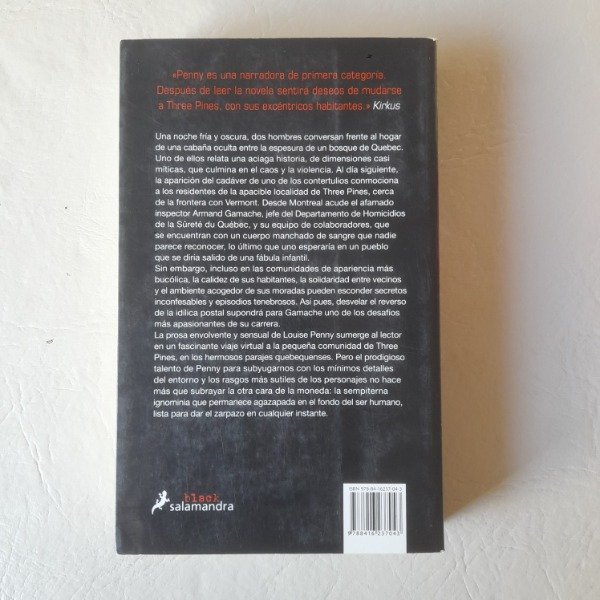 «Penny es una narradora de primera categoría.
Después de leer la novela sentirá deseos de mudarse
a Three Pines, con sus excéntricos habitantes.» Kirkus
Una noche fría y oscura, dos hombres conversan frente al hogar
de una cabaña oculta entre la espesura de un bosque de Quebec.
Uno de ellos relata una aciaga historia, de dimensiones casi
míticas, que culmina en el caos y la violencia. Al día siguiente,
la aparición del cadáver de uno de los contertulios conmociona
a los residentes de la apacible localidad de Three Pines, cerca
de la frontera con Vermont. Desde Montreal acude el afamado
inspector Armand Gamache, jefe del Departamento de Homicidios
de la Sûreté du Québec, y su equipo de colaboradores, que
se encuentran con un cuerpo manchado de sangre que nadie
parece reconocer, lo último que uno esperaría en un pueblo
que se diría salido de una fábula infantil.
Sin embargo, incluso en las comunidades de apariencia más
bucólica, la calidez de sus habitantes, la solidaridad entre vecinos
y el ambiente acogedor de sus moradas pueden esconder secretos
inconfesables y episodios tenebrosos. Así pues, desvelar el reverso
de la idílica postal supondrá para Gamache uno de los desafíos
más apasionantes de su carrera.
La prosa envolvente y sensual de Louise Penny sumerge al lector
en un fascinante viaje virtual a la pequeña comunidad de Three
Pines, en los hermosos parajes quebequenses. Pero el prodigioso
talento de Penny para subyugarnos con los mínimos detalles
del entorno y los rasgos más sutiles de los personajes no hace
más que subrayar la otra cara de la moneda: la sempiterna
ignominia que permanece agazapada en el fondo del ser humano,
lista para dar el zarpazo en cualquier instante.
black
salamandra
ISBN 978-84-16237-04-3
9788416237043